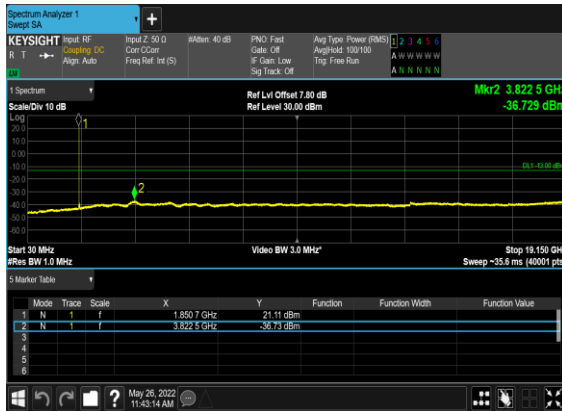 Spectrum Analyzer 1
Swept SA
+
KEYSIGHT Input: RF Input Z: 50 Ω #Atten: 40 dB PNO: Fast Avg Type: Power (RMS) 1 2 3 4 5 6
R T Coupling: DC Corr CCorr Gate: Off Avg|Hold: 100/100 A W W W W W
Align: Auto Freq Ref: Int (S) IF Gain: Low Trig: Free Run
Sig Track: Off A N N N N N
LXI
1 Spectrum
Scale/Div 10 dB
Ref Lvl Offset 7.80 dB
Ref Level 30.00 dBm
Mkr2 3.822 5 GHz
-36.729 dBm
Log
20.0
10.0
0.00
-10.0
-20.0
-30.0
-40.0
-50.0
-60.0
1
2
DL1 -13.00 dBm
Start 30 MHz Video BW 3.0 MHz* Stop 19.150 GHz
#Res BW 1.0 MHz Sweep ~35.6 ms (40001 pts)
5 Marker Table
Mode Trace Scale X Y Function Function Width Function Value
1 N 1 f 1.850 7 GHz 21.11 dBm
2 N 1 f 3.822 5 GHz -36.73 dBm
3
4
5
6
?
May 26, 2022
11:43:14 AM